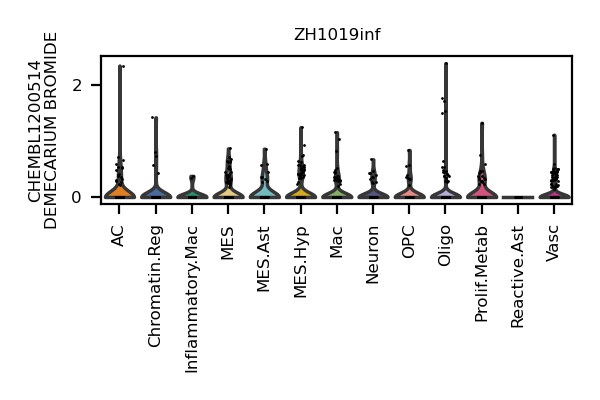 ZH1019inf
CHEMBL1200514
DEMECARIUM BROMIDE
2
0
AC
Chromatin.Reg
Inflammatory.Mac
MES
MES.Ast
MES.Hyp
Mac
Neuron
OPC
Oligo
Prolif.Metab
Reactive.Ast
Vasc